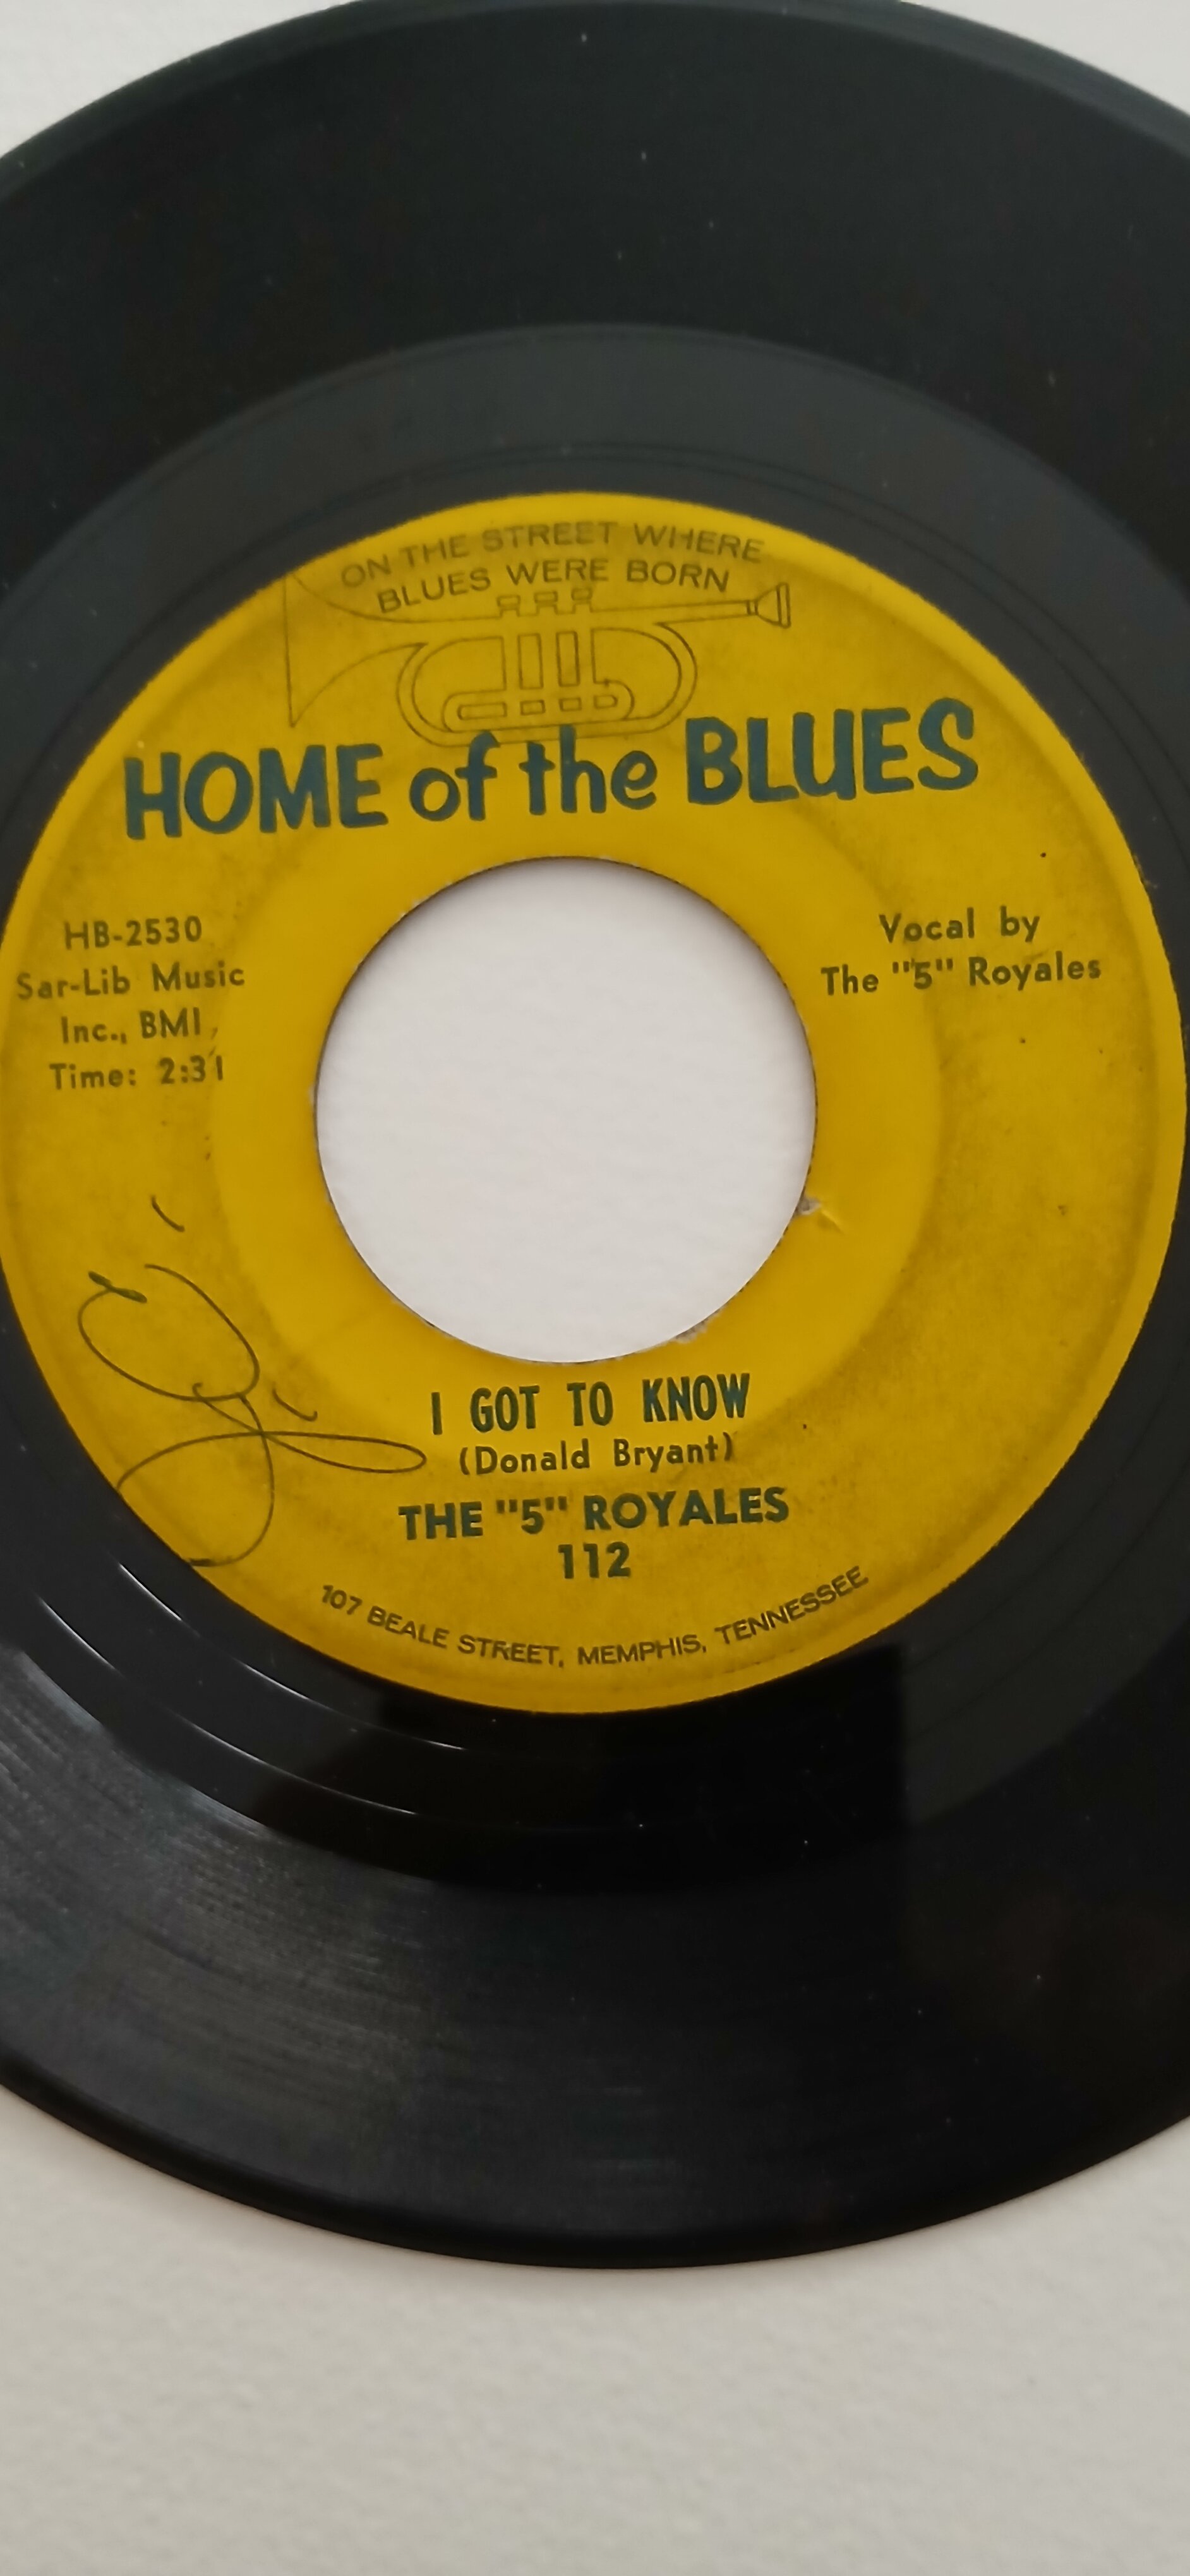 ON THE STREET WHERE
BLUES WERE BORN
HOME of the BLUES
HB-2530
Sar-Lib Music
Inc., BMI
Time: 2:31
Vocal by
The "5" Royales
I GOT TO KNOW
(Donald Bryant)
THE "5" ROYALES
112
107 BEALE STREET, MEMPHIS, TENNESSEE